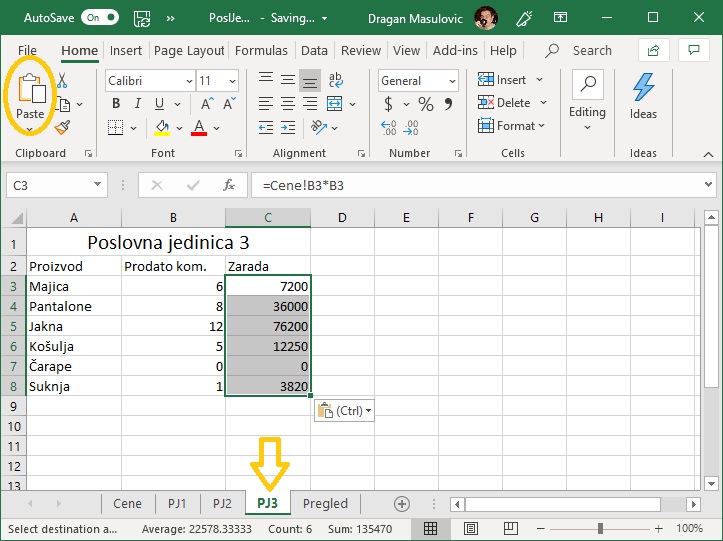 AutoSave On PoslJe... - Saving... Dragan Masulovic
File Home Insert Page Layout Formulas Data Review View Add-ins Help Search
Paste
Calibri 11
B I U A A
A
ab
c
General
$ % 9
Insert
Delete
Format
Editing
Ideas
Clipboard Font Alignment Number Cells Ideas
C3 fx =Cene!B3*B3
A B C D E F G H I
1 Poslovna jedinica 3
2 Proizvod Prodato kom. Zarada
3 Majica 6 7200
4 Pantalone 8 36000
5 Jakna 12 76200
6 Košulja 5 12250
7 Čarape 0 0
8 Suknja 1 3820
9
(Ctrl)
10
11
12
13
Cene PJ1 PJ2 PJ3 Pregled
Select destination a... Average: 22578.33333 Count: 6 Sum: 135470 100%